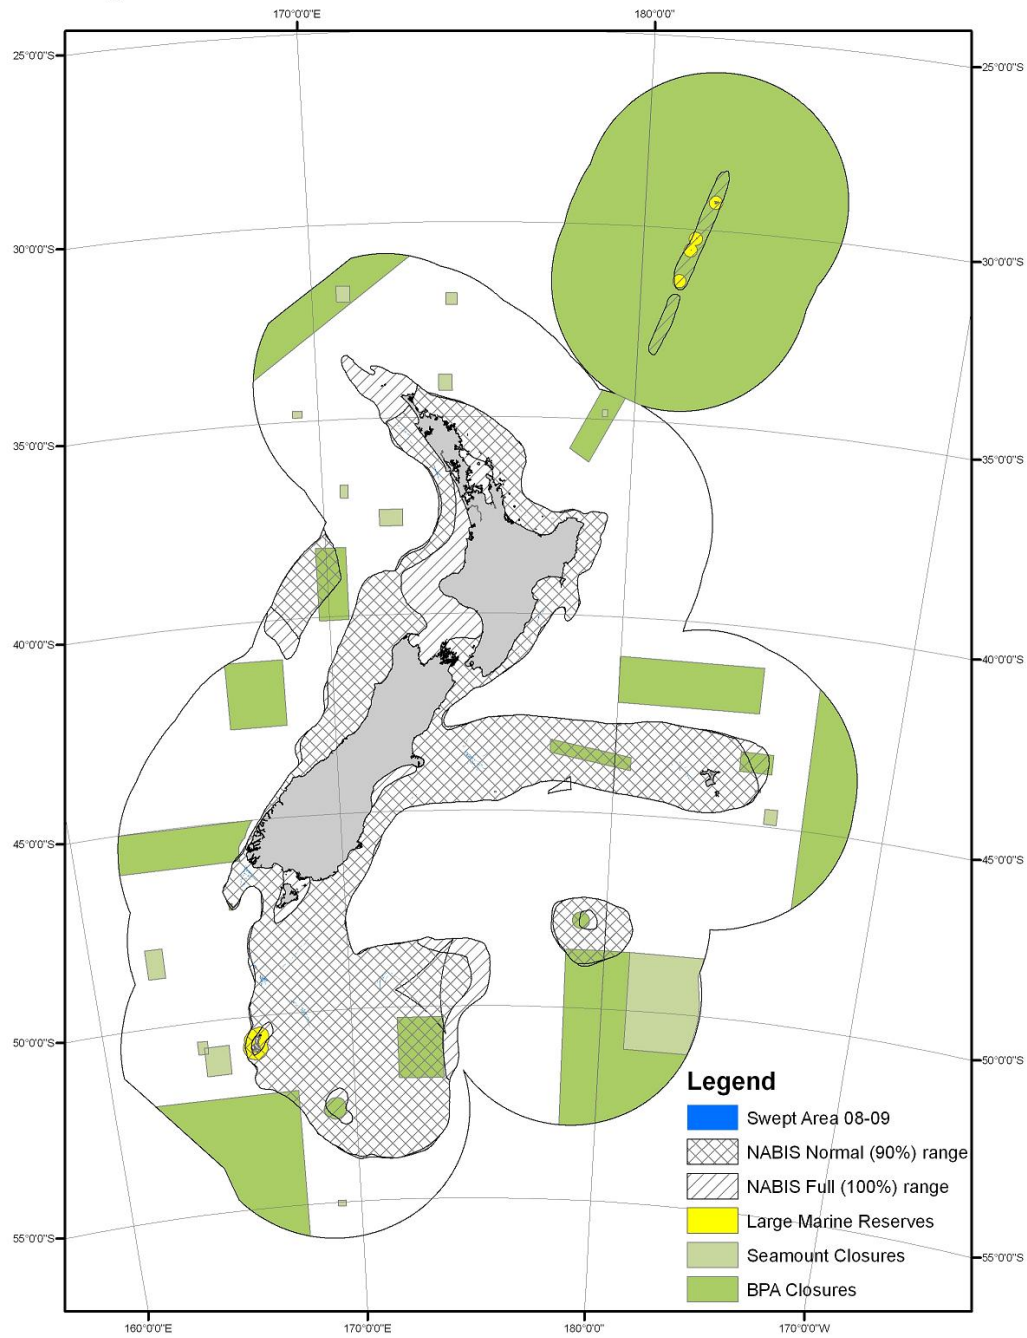 170°0'0"E 180°0'0"
25°0'0"S 25°0'0"S
30°0'0"S 30°0'0"S
35°0'0"S 35°0'0"S
40°0'0"S 40°0'0"S
45°0'0"S 45°0'0"S
50°0'0"S 50°0'0"S
Legend
Swept Area 08-09
NABIS Normal (90%) range
NABIS Full (100%) range
Large Marine Reserves
55°0'0"S Seamount Closures 55°0'0"S
BPA Closures
160°0'0"E 170°0'0"E 180°0'0" 170°0'0"W